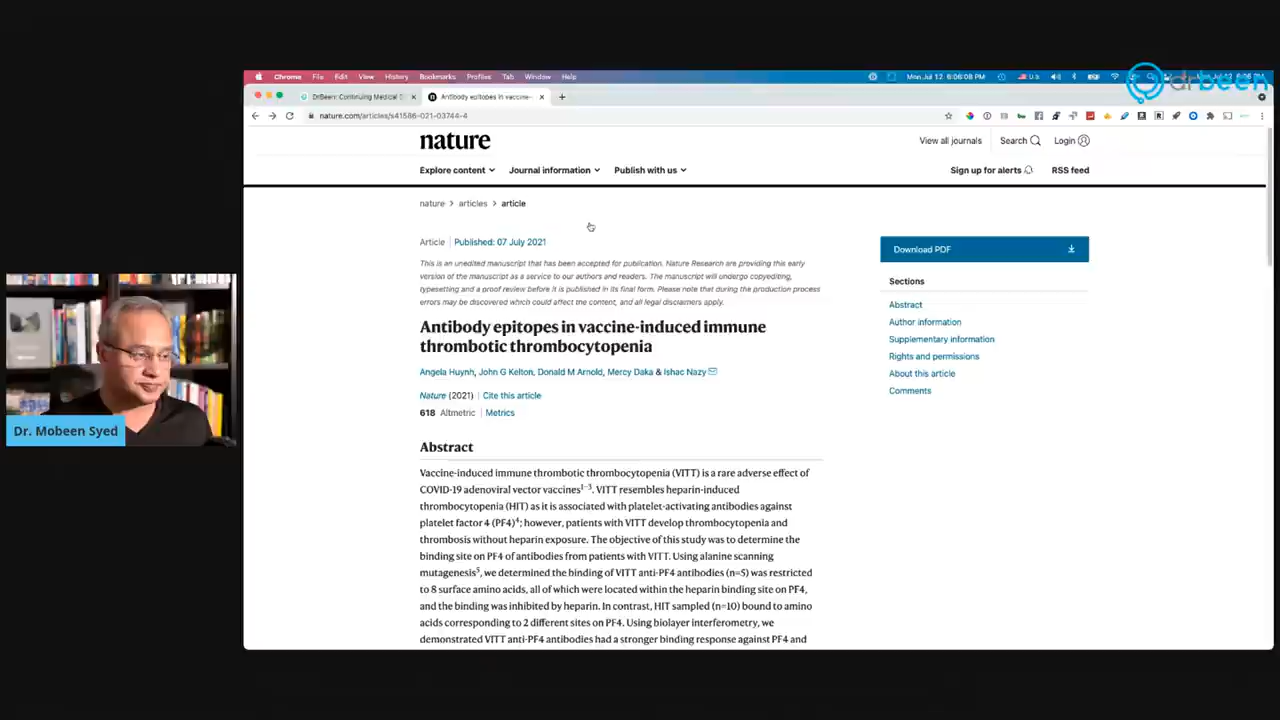 Chrome File Edit View History Bookmarks Profiles Tab Window Help
Mon Jul 12 6:06:08 PM
drbeen
DrBeen: Continuing Medical
Antibody epitopes in vaccine-
nature.com/articles/s41586-021-03744-4
nature
View all journals
Search
Login
Explore content
Journal information
Publish with us
Sign up for alerts
RSS feed
nature > articles > article
Article | Published: 07 July 2021
Download PDF
This is an unedited manuscript that has been accepted for publication. Nature Research are providing this early
version of the manuscript as a service to our authors and readers. The manuscript will undergo copyediting,
typesetting and a proof review before it is published in its final form. Please note that during the production process
errors may be discovered which could affect the content, and all legal disclaimers apply.
Sections
Abstract
Author information
Supplementary information
Rights and permissions
About this article
Comments
Antibody epitopes in vaccine-induced immune
thrombotic thrombocytopenia
Angela Huynh, John G Kelton, Donald M Arnold, Mercy Daka & Ishac Nazy
Nature (2021) | Cite this article
618 Altmetric | Metrics
Dr. Mobeen Syed
Abstract
Vaccine-induced immune thrombotic thrombocytopenia (VITT) is a rare adverse effect of
COVID-19 adenoviral vector vaccines1–3. VITT resembles heparin-induced
thrombocytopenia (HIT) as it is associated with platelet-activating antibodies against
platelet factor 4 (PF4)4; however, patients with VITT develop thrombocytopenia and
thrombosis without heparin exposure. The objective of this study was to determine the
binding site on PF4 of antibodies from patients with VITT. Using alanine scanning
mutagenesis5, we determined the binding of VITT anti-PF4 antibodies (n=5) was restricted
to 8 surface amino acids, all of which were located within the heparin binding site on PF4,
and the binding was inhibited by heparin. In contrast, HIT sampled (n=10) bound to amino
acids corresponding to 2 different sites on PF4. Using biolayer interferometry, we
demonstrated VITT anti-PF4 antibodies had a stronger binding response against PF4 and